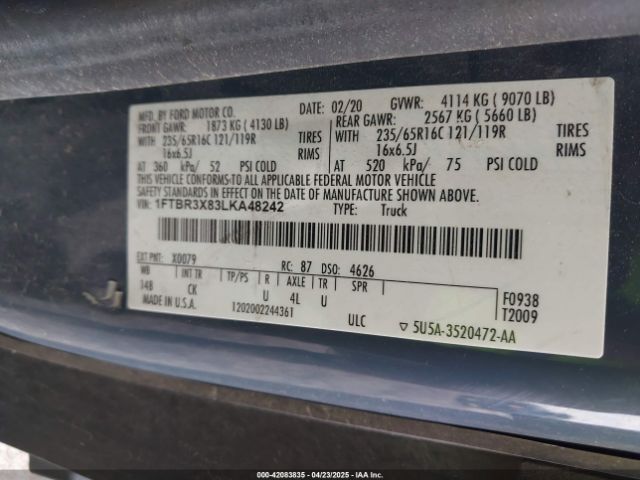 MFD. BY FORD MOTOR CO. DATE: 02/20 GVWR: 4114 KG ( 9070 LB)
FRONT GAWR: 1873 KG ( 4130 LB) REAR GAWR: 2567 KG ( 5660 LB)
WITH 235/65R16C 121/119R TIRES WITH 235/65R16C 121/119R TIRES
16x6.5J RIMS 16x6.5J RIMS
AT 360 kPa/ 52 PSI COLD AT 520 kPa/ 75 PSI COLD
THIS VEHICLE CONFORMS TO ALL APPLICABLE FEDERAL MOTOR VEHICLE
SAFETY STANDARDS IN EFFECT ON THE DATE OF MANUFACTURE SHOWN ABOVE.
VIN: 1FTBR3X83LKA48242 TYPE: Truck
EXT PNT: X0079 RC: 87 DSO: 4626
WB INT TR TP/PS R AXLE TR SPR
148 CK U 4L U F0938
MADE IN U.S.A. 120200224436 ULC 5U5A-3520472-AA T2009
000-42083835 - 04/23/2025 - IAA Inc.